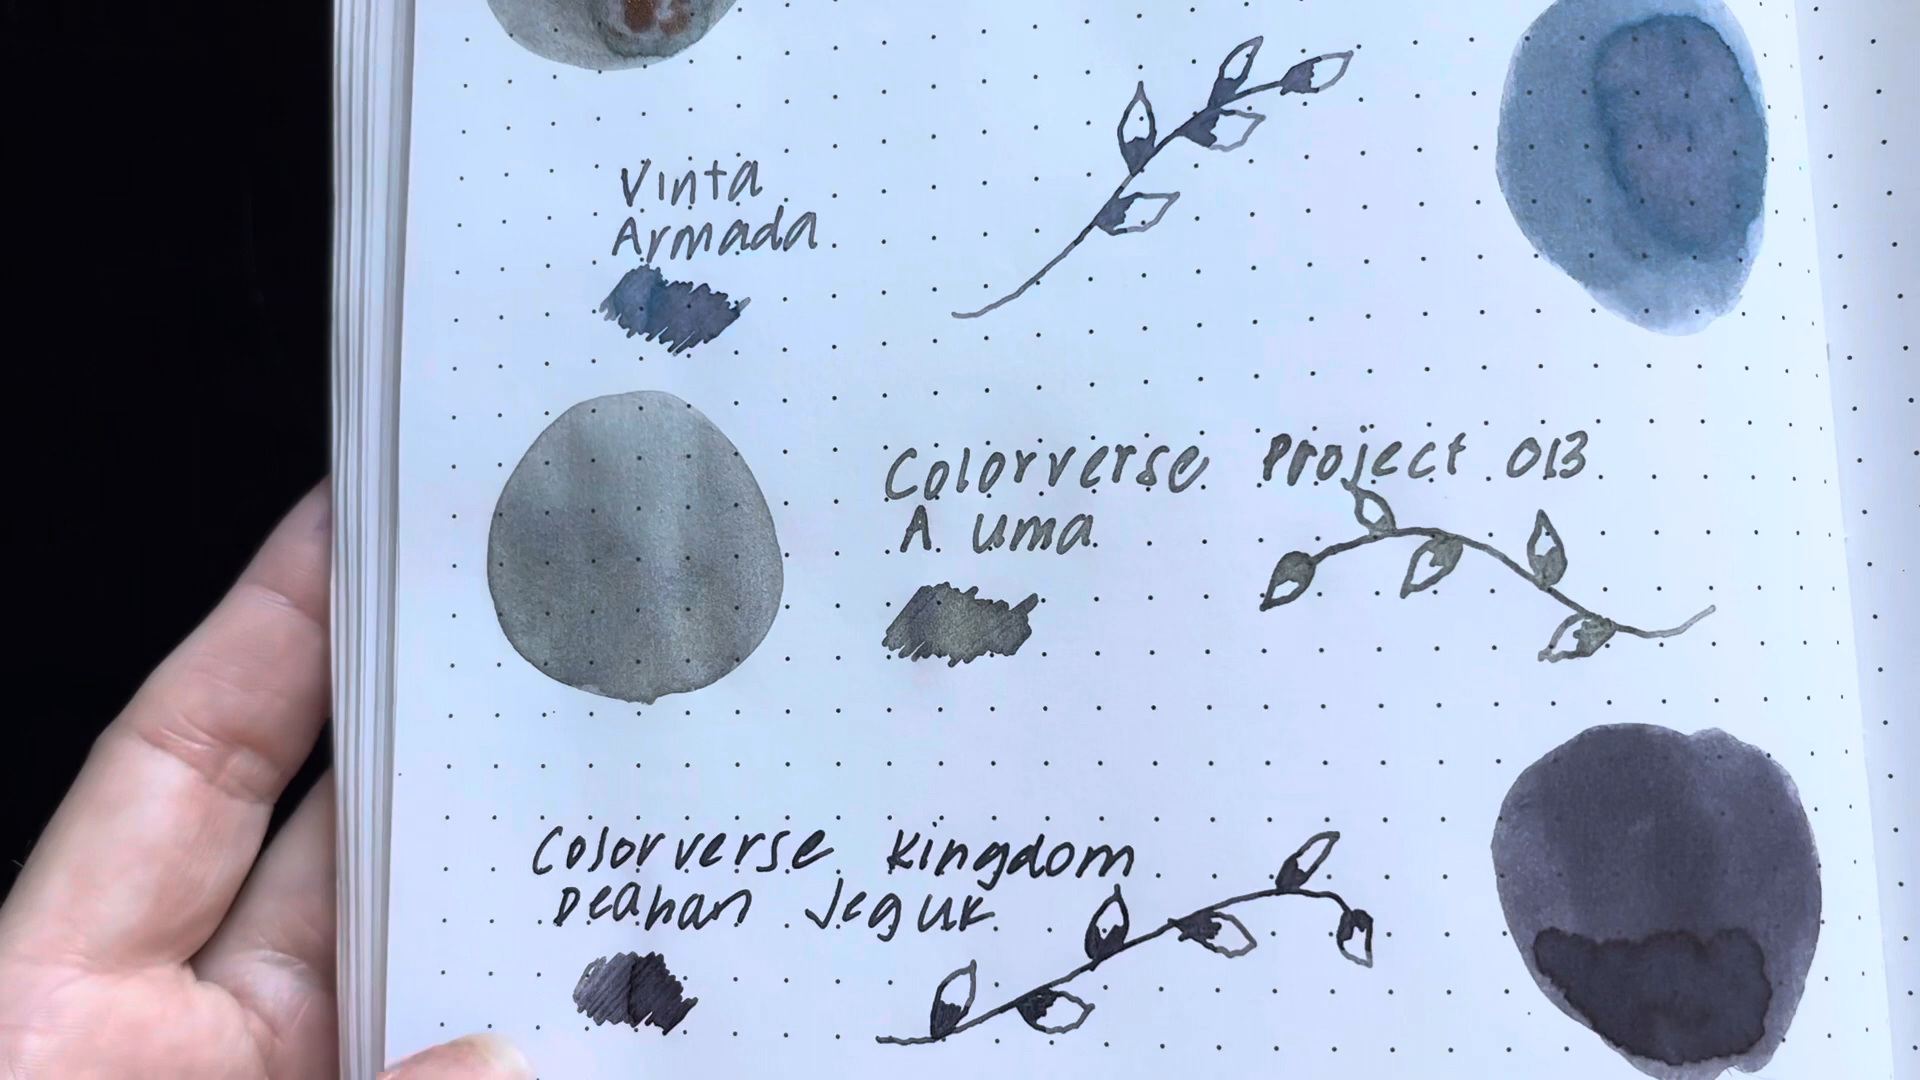 Vinta
Armada
Colorverse Project 013
A uma
Colorverse Kingdom
Deahan Jeguk